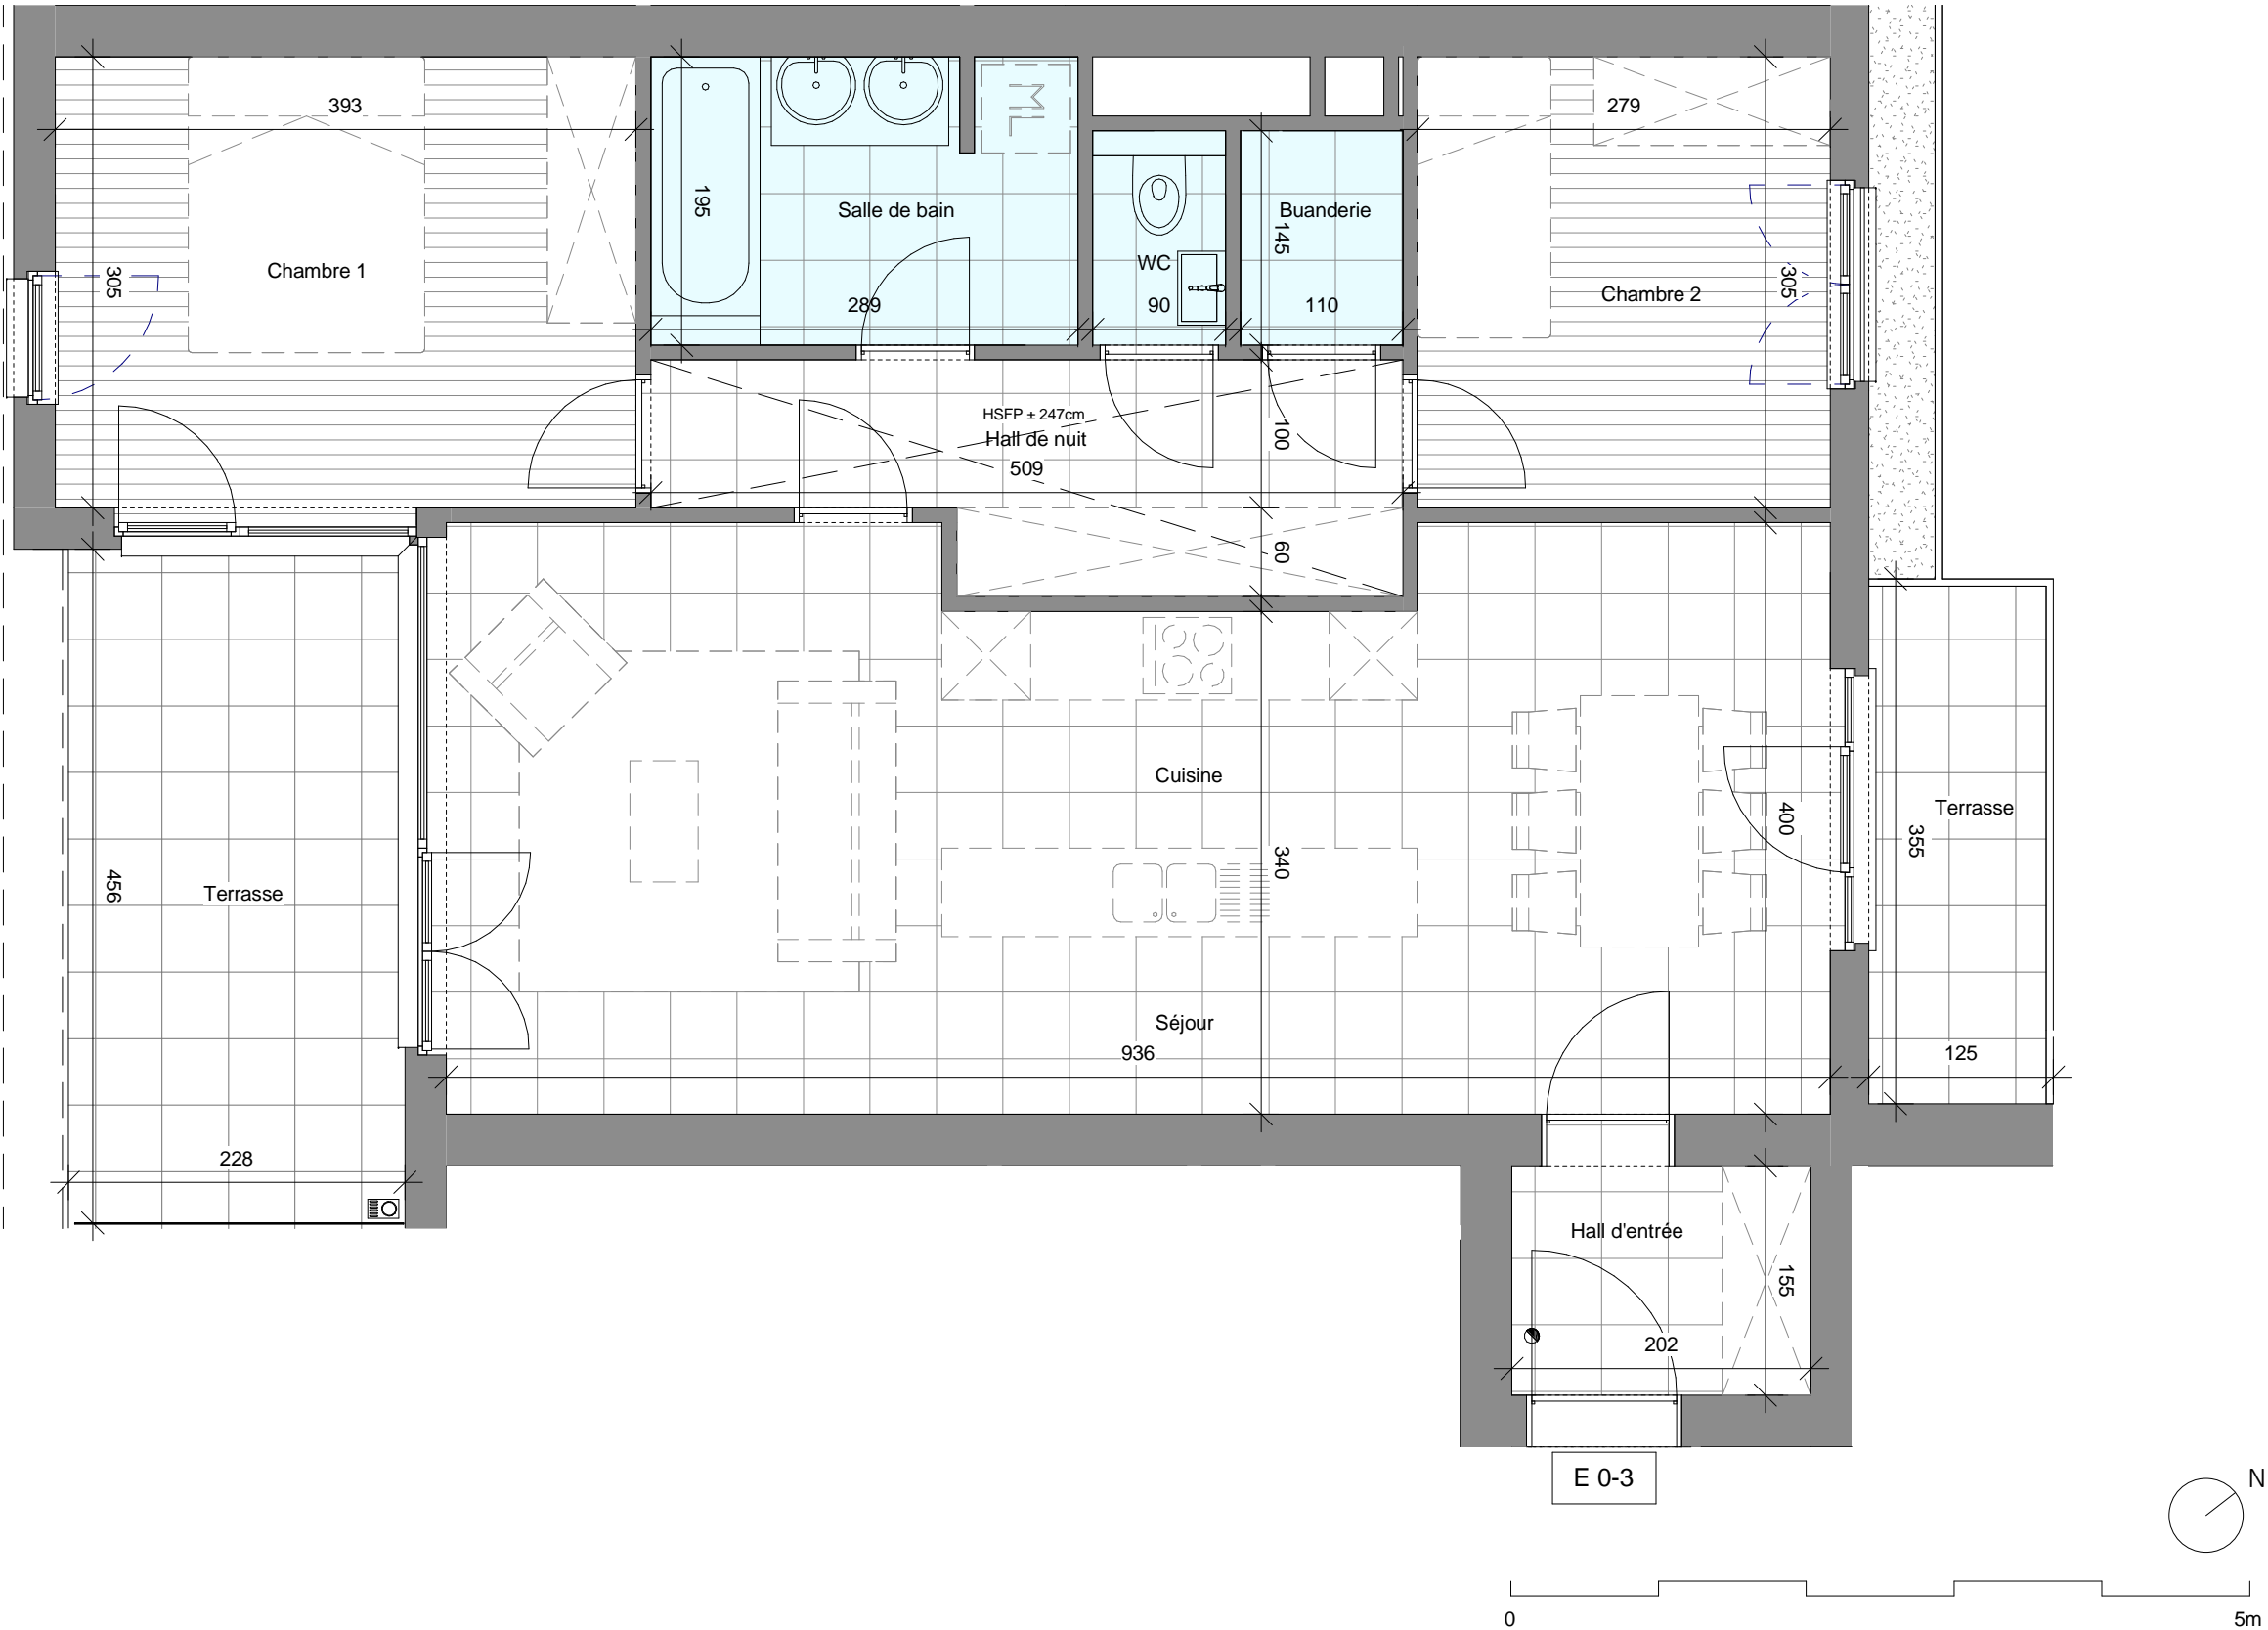 393
279
ML
195
Salle de bain
Buanderie
145
WC
Chambre 1
305
Chambre 2
305
289
90
110
HSFP ± 247cm
Hall de nuit
100
509
60
Cuisine
Terrasse
400
355
340
456
Terrasse
Séjour
936
125
228
Hall d'entrée
155
202
E 0-3
N
0
5m